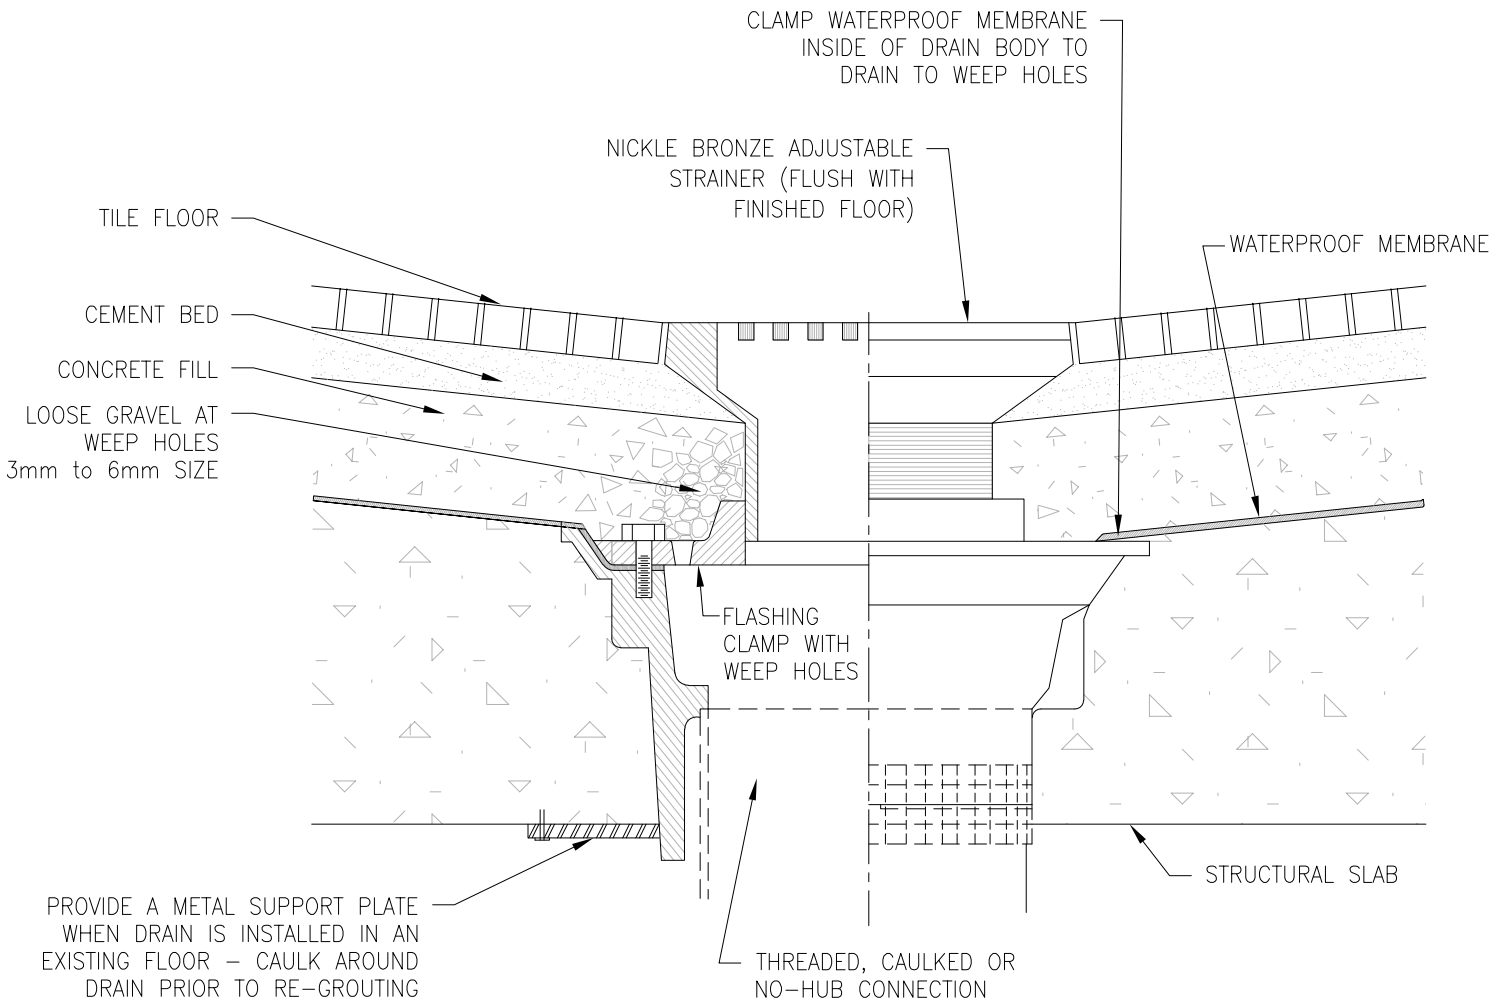 CLAMP WATERPROOF MEMBRANE
INSIDE OF DRAIN BODY TO
DRAIN TO WEEP HOLES
NICKLE BRONZE ADJUSTABLE
STRAINER (FLUSH WITH
FINISHED FLOOR)
TILE FLOOR
WATERPROOF MEMBRANE
CEMENT BED
CONCRETE FILL
LOOSE GRAVEL AT
WEEP HOLES
3mm to 6mm SIZE
FLASHING
CLAMP WITH
WEEP HOLES
STRUCTURAL SLAB
PROVIDE A METAL SUPPORT PLATE
WHEN DRAIN IS INSTALLED IN AN
EXISTING FLOOR – CAULK AROUND
DRAIN PRIOR TO RE–GROUTING
THREADED, CAULKED OR
NO–HUB CONNECTION